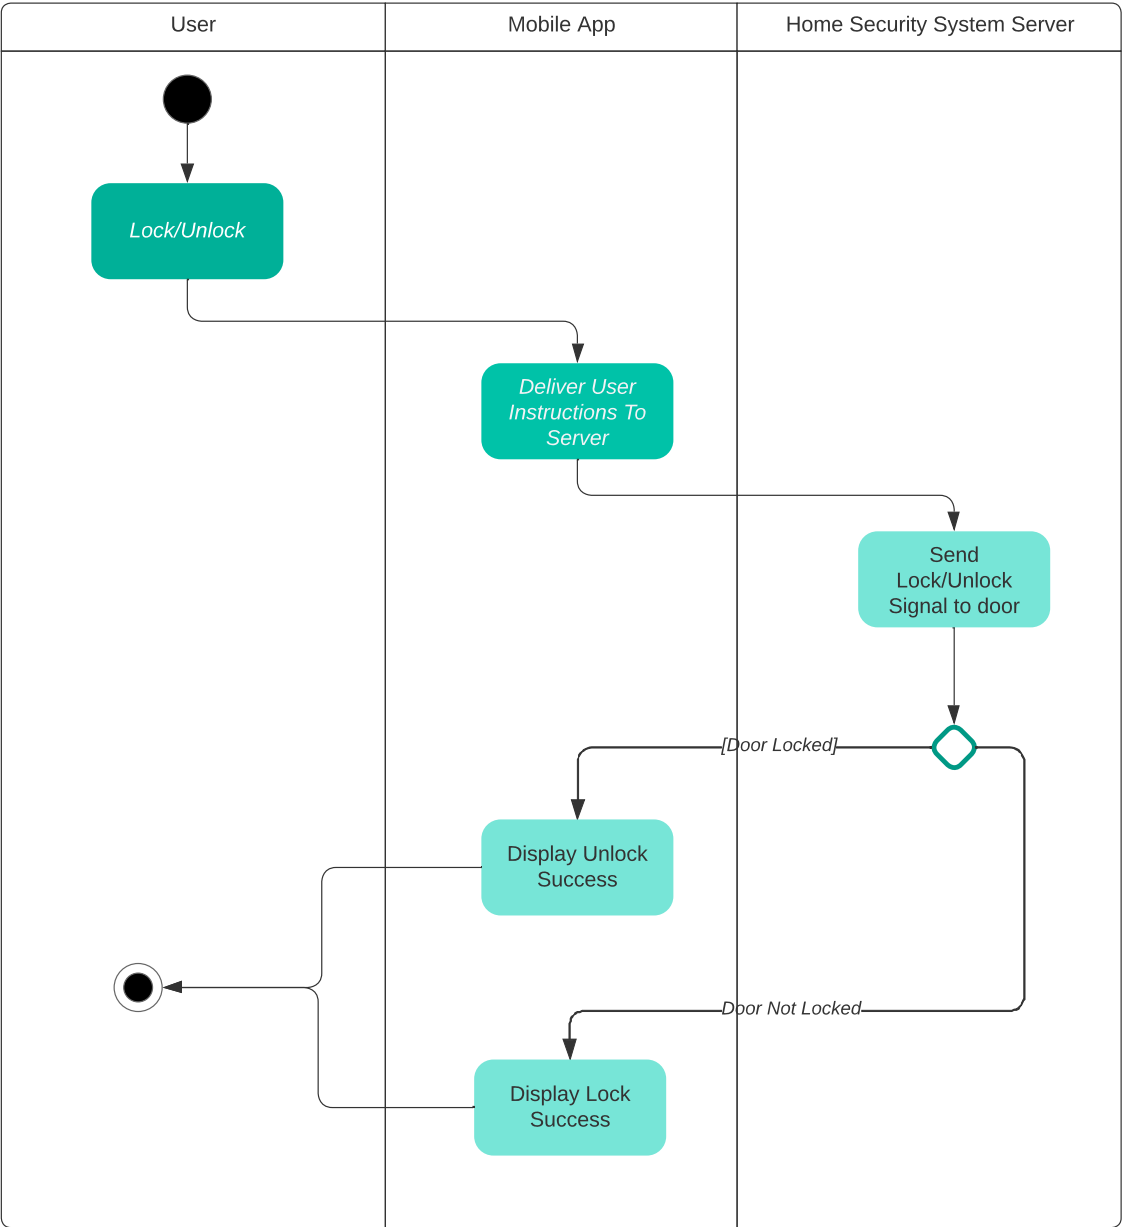 User
Mobile App
Home Security System Server
Lock/Unlock
Deliver User
Instructions To
Server
Send
Lock/Unlock
Signal to door
[Door Locked]
Display Unlock
Success
Door Not Locked
Display Lock
Success